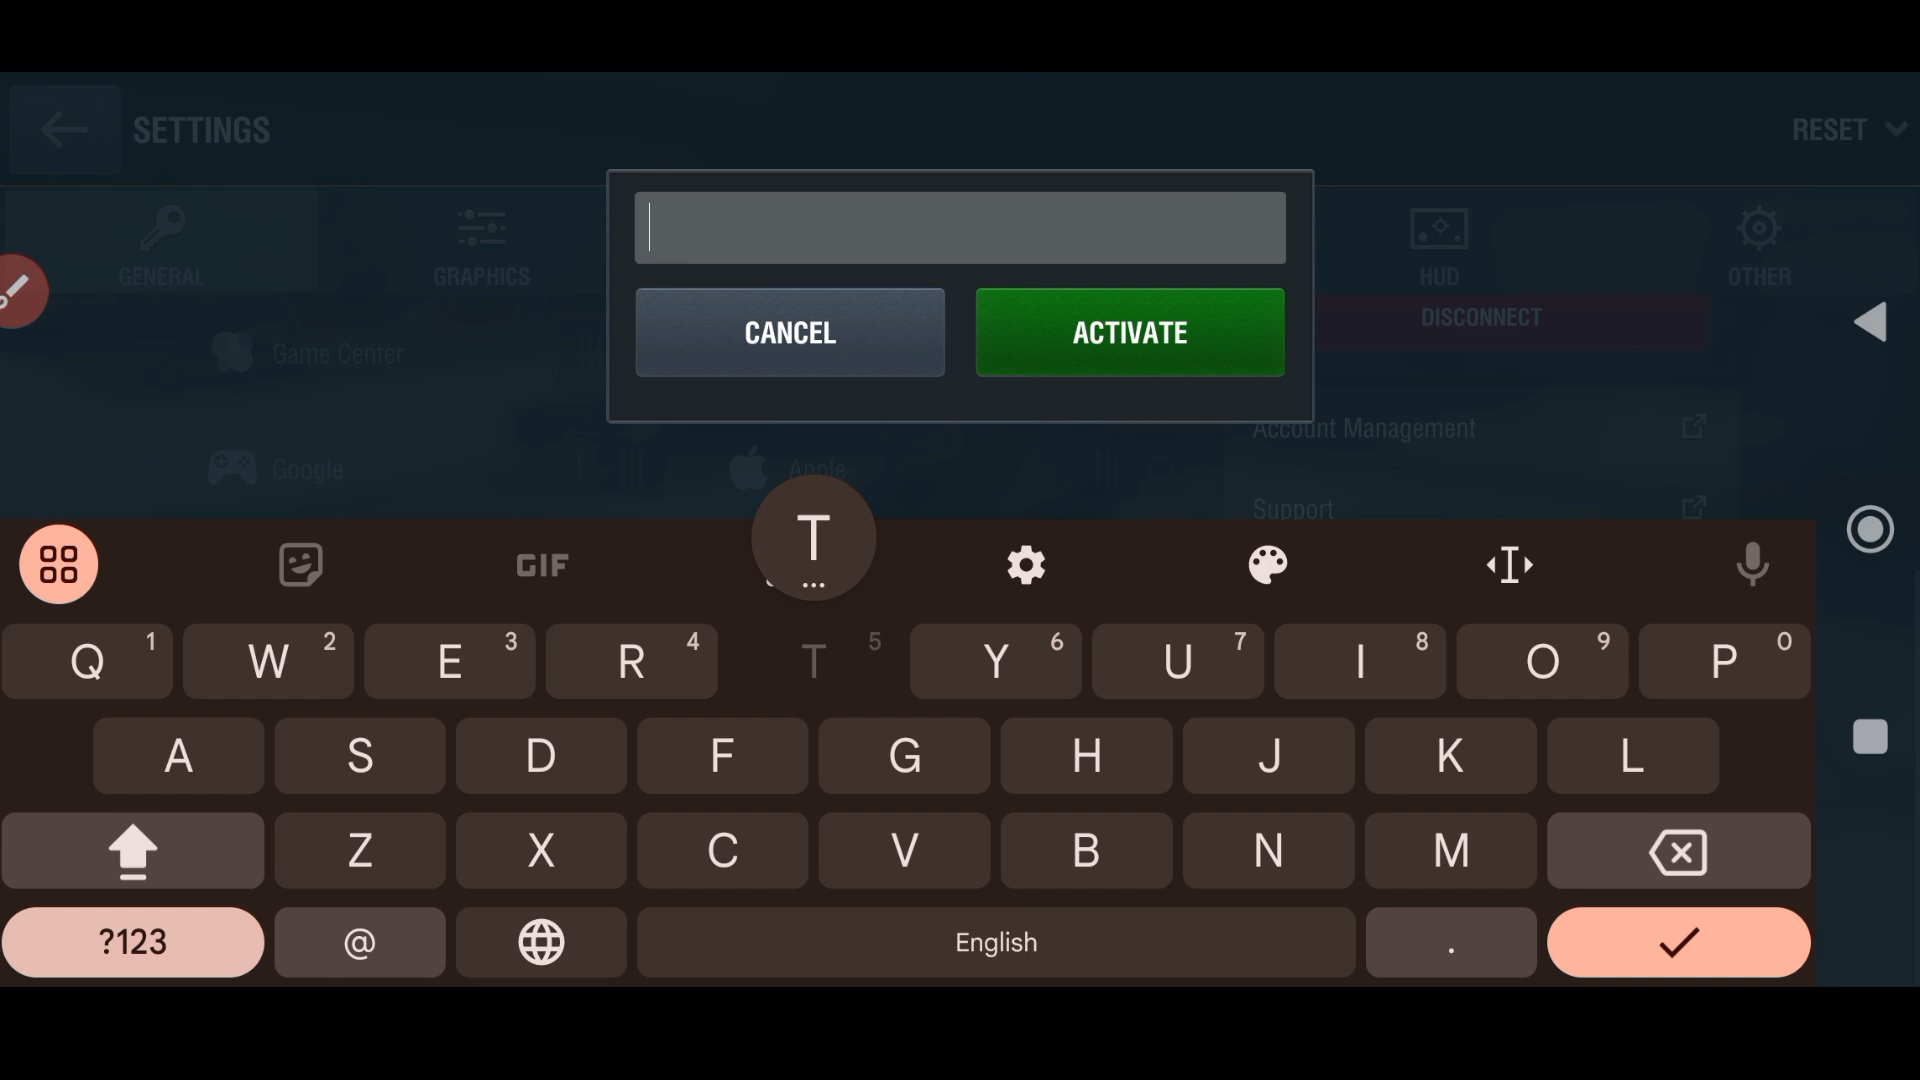 SETTINGS
RESET
GENERAL
GRAPHICS
HUD
OTHER
CANCEL
ACTIVATE
DISCONNECT
Game Center
Account Management
Google
Apple
Support
GIF
T
...
Q 1 W 2 E 3 R 4 T 5 Y 6 U 7 I 8 O 9 P 0
A S D F G H J K L
Z X C V B N M
?123 @ English .